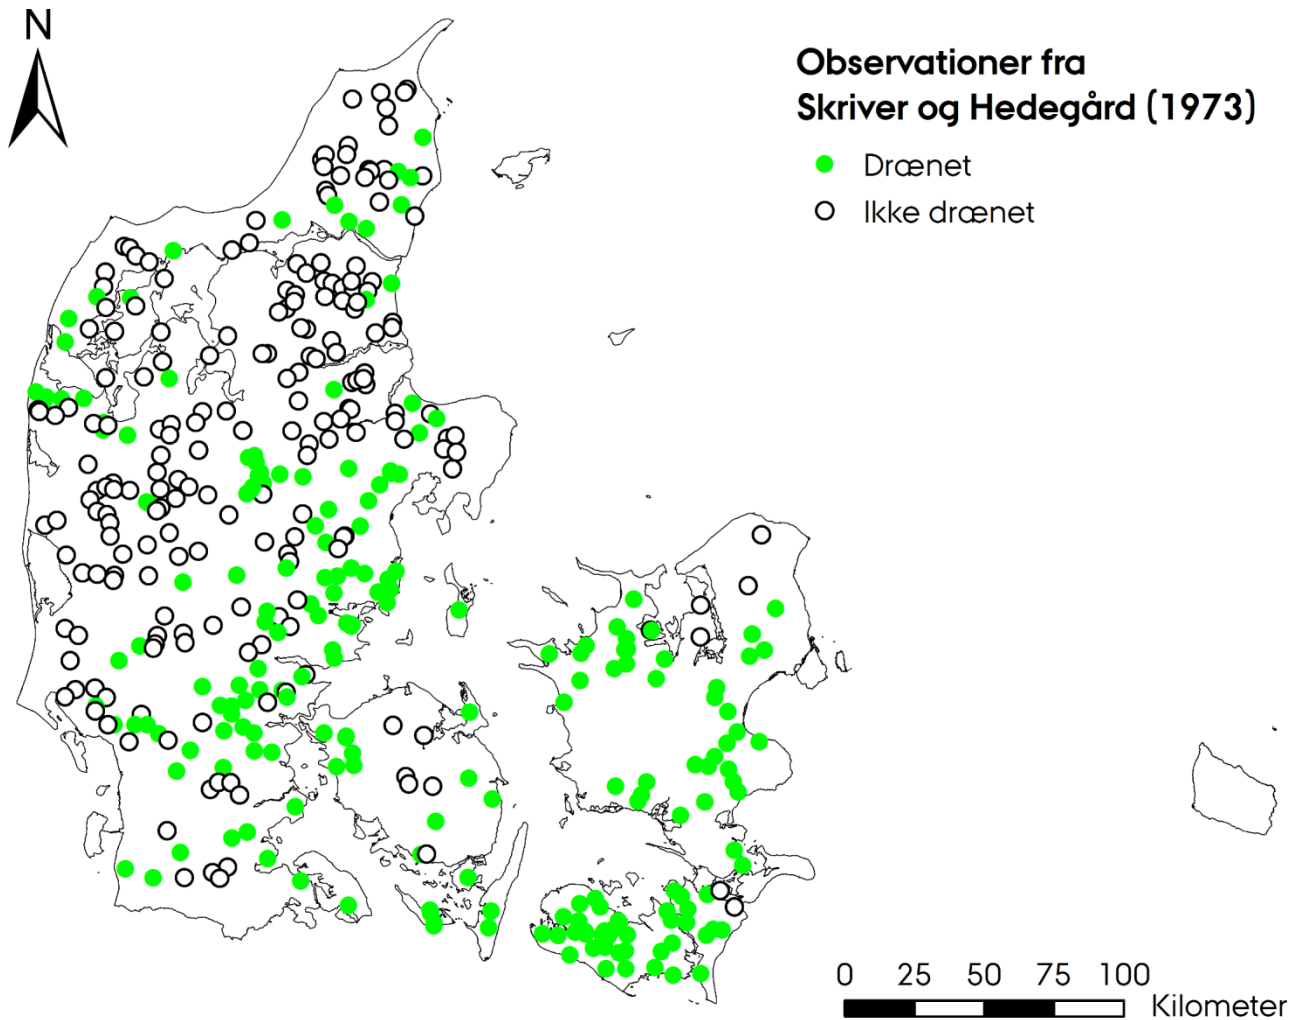 N
Observationer fra
Skriver og Hedegård (1973)
Drænet
Ikke drænet
0 25 50 75 100
Kilometer